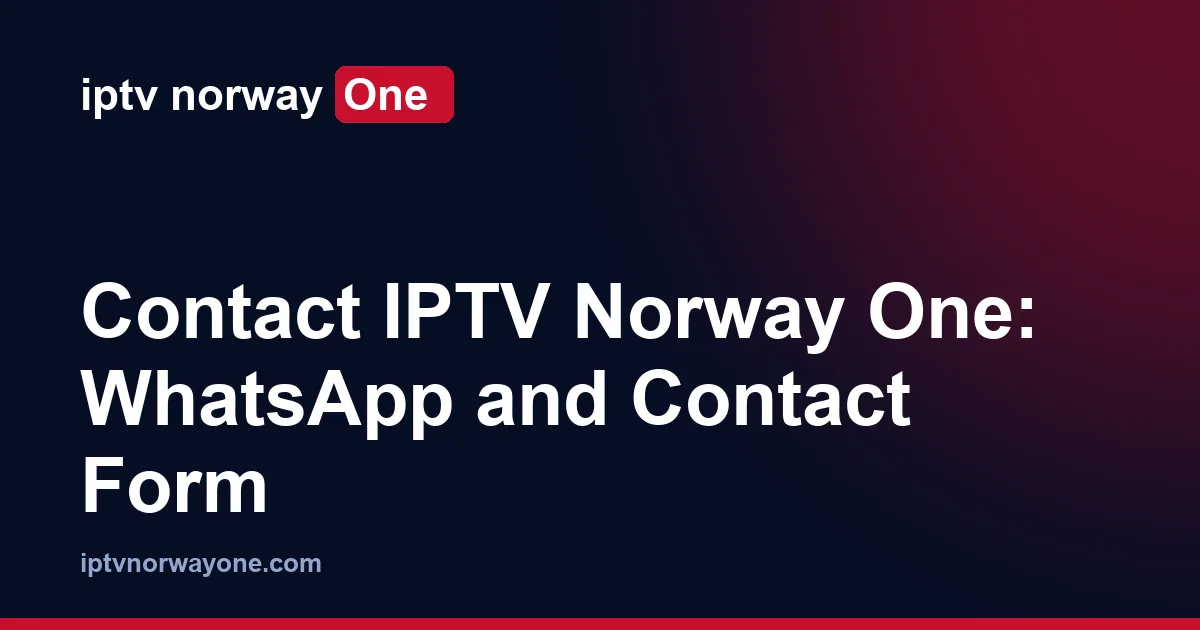 iptv norway One
Contact IPTV Norway One:
WhatsApp and Contact
Form
iptvnorwayone.com